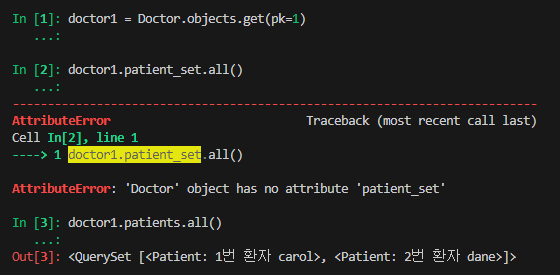 In [1]: doctor1 = Doctor.objects.get(pk=1)
   ...:
In [2]: doctor1.patient_set.all()
   ...:
---------------------------------------------------------------------------
AttributeError                            Traceback (most recent call last)
Cell In[2], line 1
----> 1 doctor1.patient_set.all()
AttributeError: 'Doctor' object has no attribute 'patient_set'
In [3]: doctor1.patients.all()
   ...:
Out[3]: <QuerySet [<Patient: 1번 환자 carol>, <Patient: 2번 환자 dane>]>